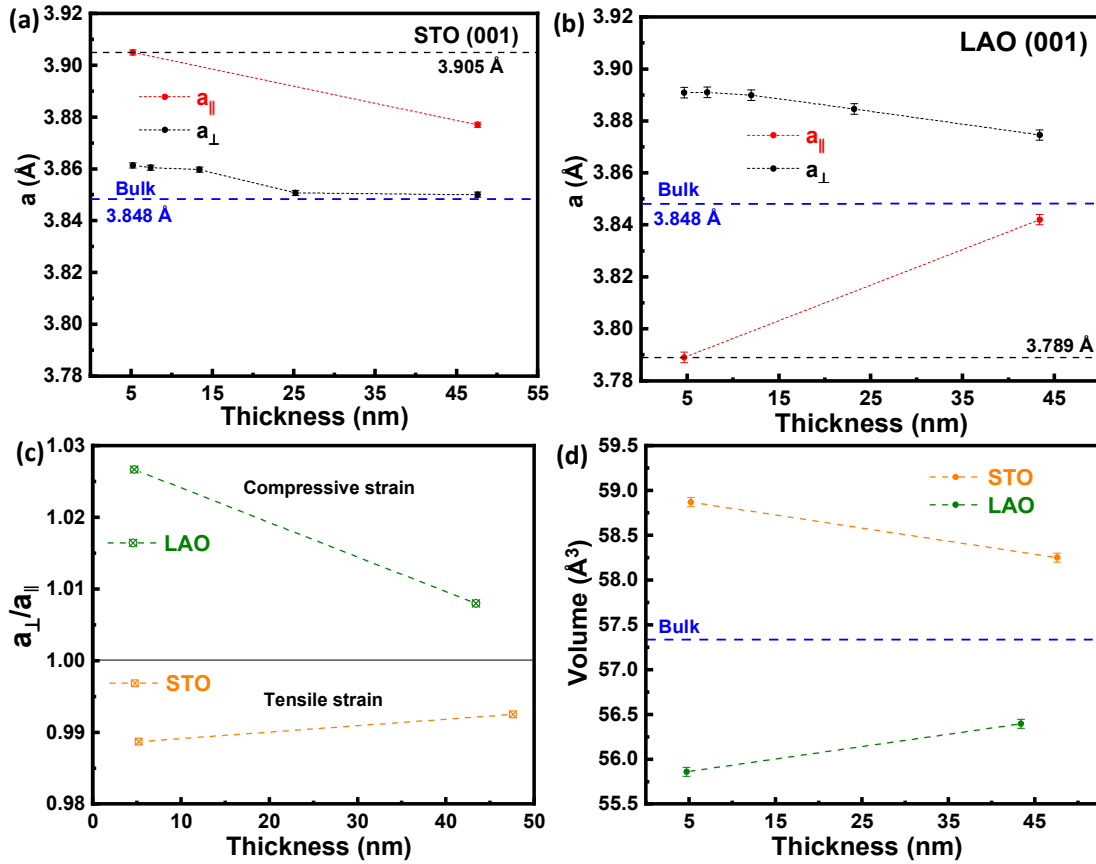 (a)
3.92
3.90
3.88
3.86
3.84
3.82
3.80
3.78
a (Å)
STO (001)
3.905 Å
a∥
a⊥
Bulk
3.848 Å
5
15
25
35
45
55
Thickness (nm)
(b)
3.92
3.90
3.88
3.86
3.84
3.82
3.80
3.78
a (Å)
LAO (001)
a∥
a⊥
Bulk
3.848 Å
3.789 Å
5
15
25
35
45
Thickness (nm)
(c)
1.03
1.02
1.01
1.00
0.99
0.98
a⊥/a∥
Compressive strain
LAO
STO
Tensile strain
0
10
20
30
40
50
Thickness (nm)
(d)
59.5
59.0
58.5
58.0
57.5
57.0
56.5
56.0
55.5
Volume (Å³)
STO
LAO
Bulk
5
15
25
35
45
Thickness (nm)